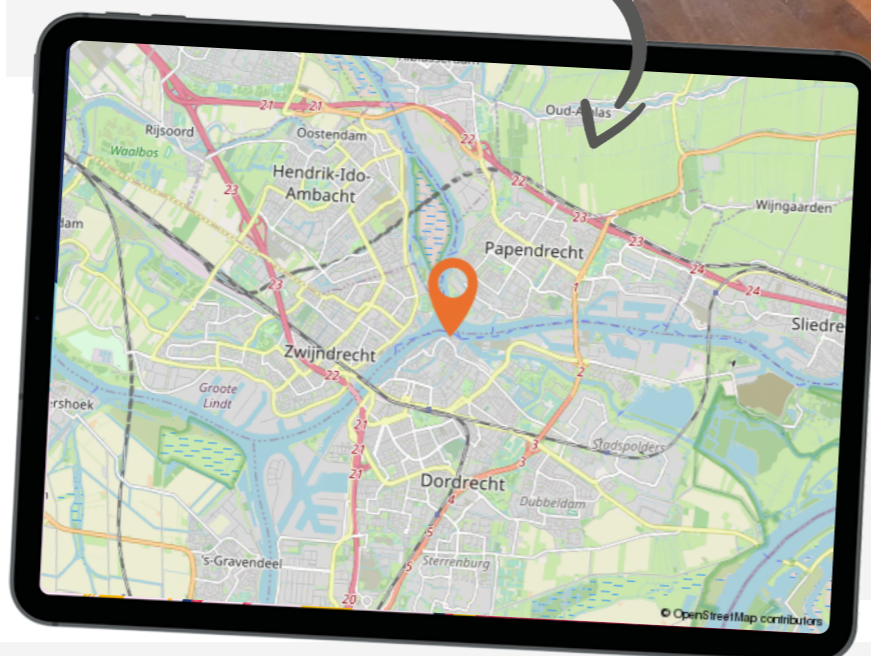 21
21
22
Oud-Alblas
Rijsoord
Oostendam
Waalbos
Hendrik-Ido-
Ambacht
23
22
Wijngaarden
23
23
dam
Papendrecht
24
24
23
1
Sliedre
Zwijndrecht
22
2
Groote
Lindt
ershoek
21
21
21
3
3
Stadspolders
Dordrecht
4
Dubbeldam
5
's-Gravendeel
Sterrenburg
5
20
© OpenStreetMap contributors